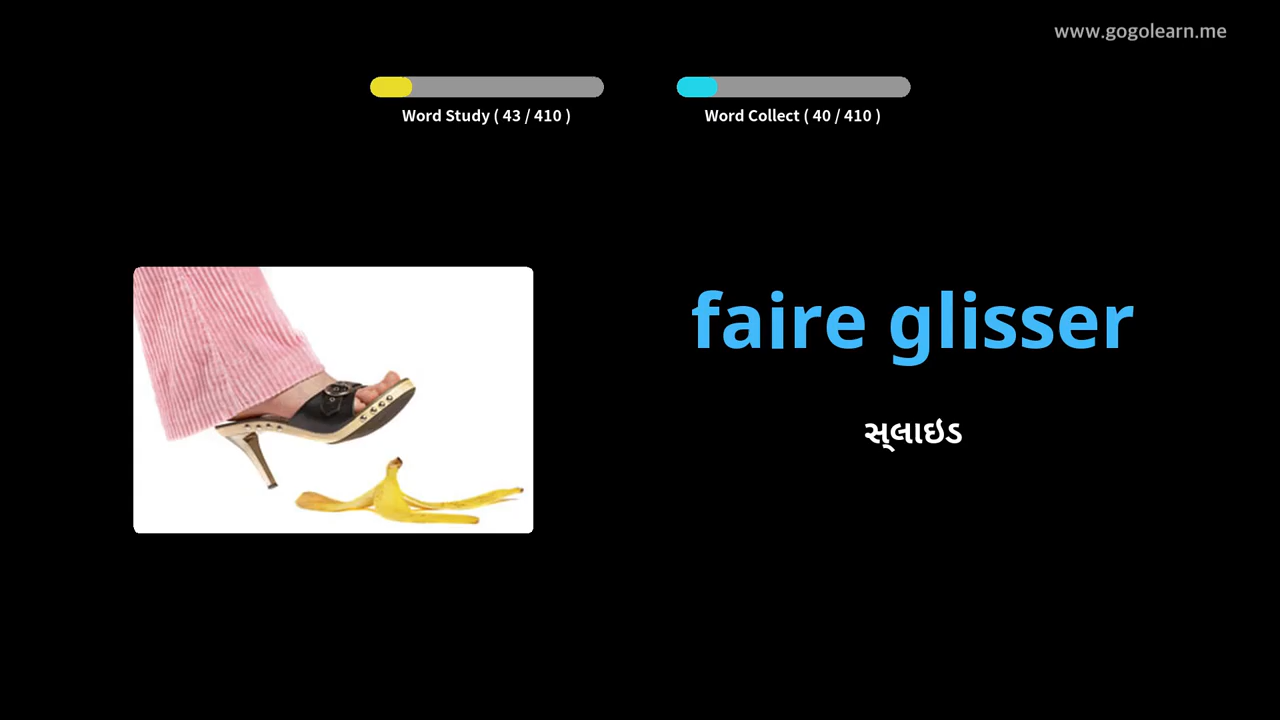 www.gogolearn.me
Word Study ( 43 / 410 )
Word Collect ( 40 / 410 )
faire glisser
સ્લાઇડ